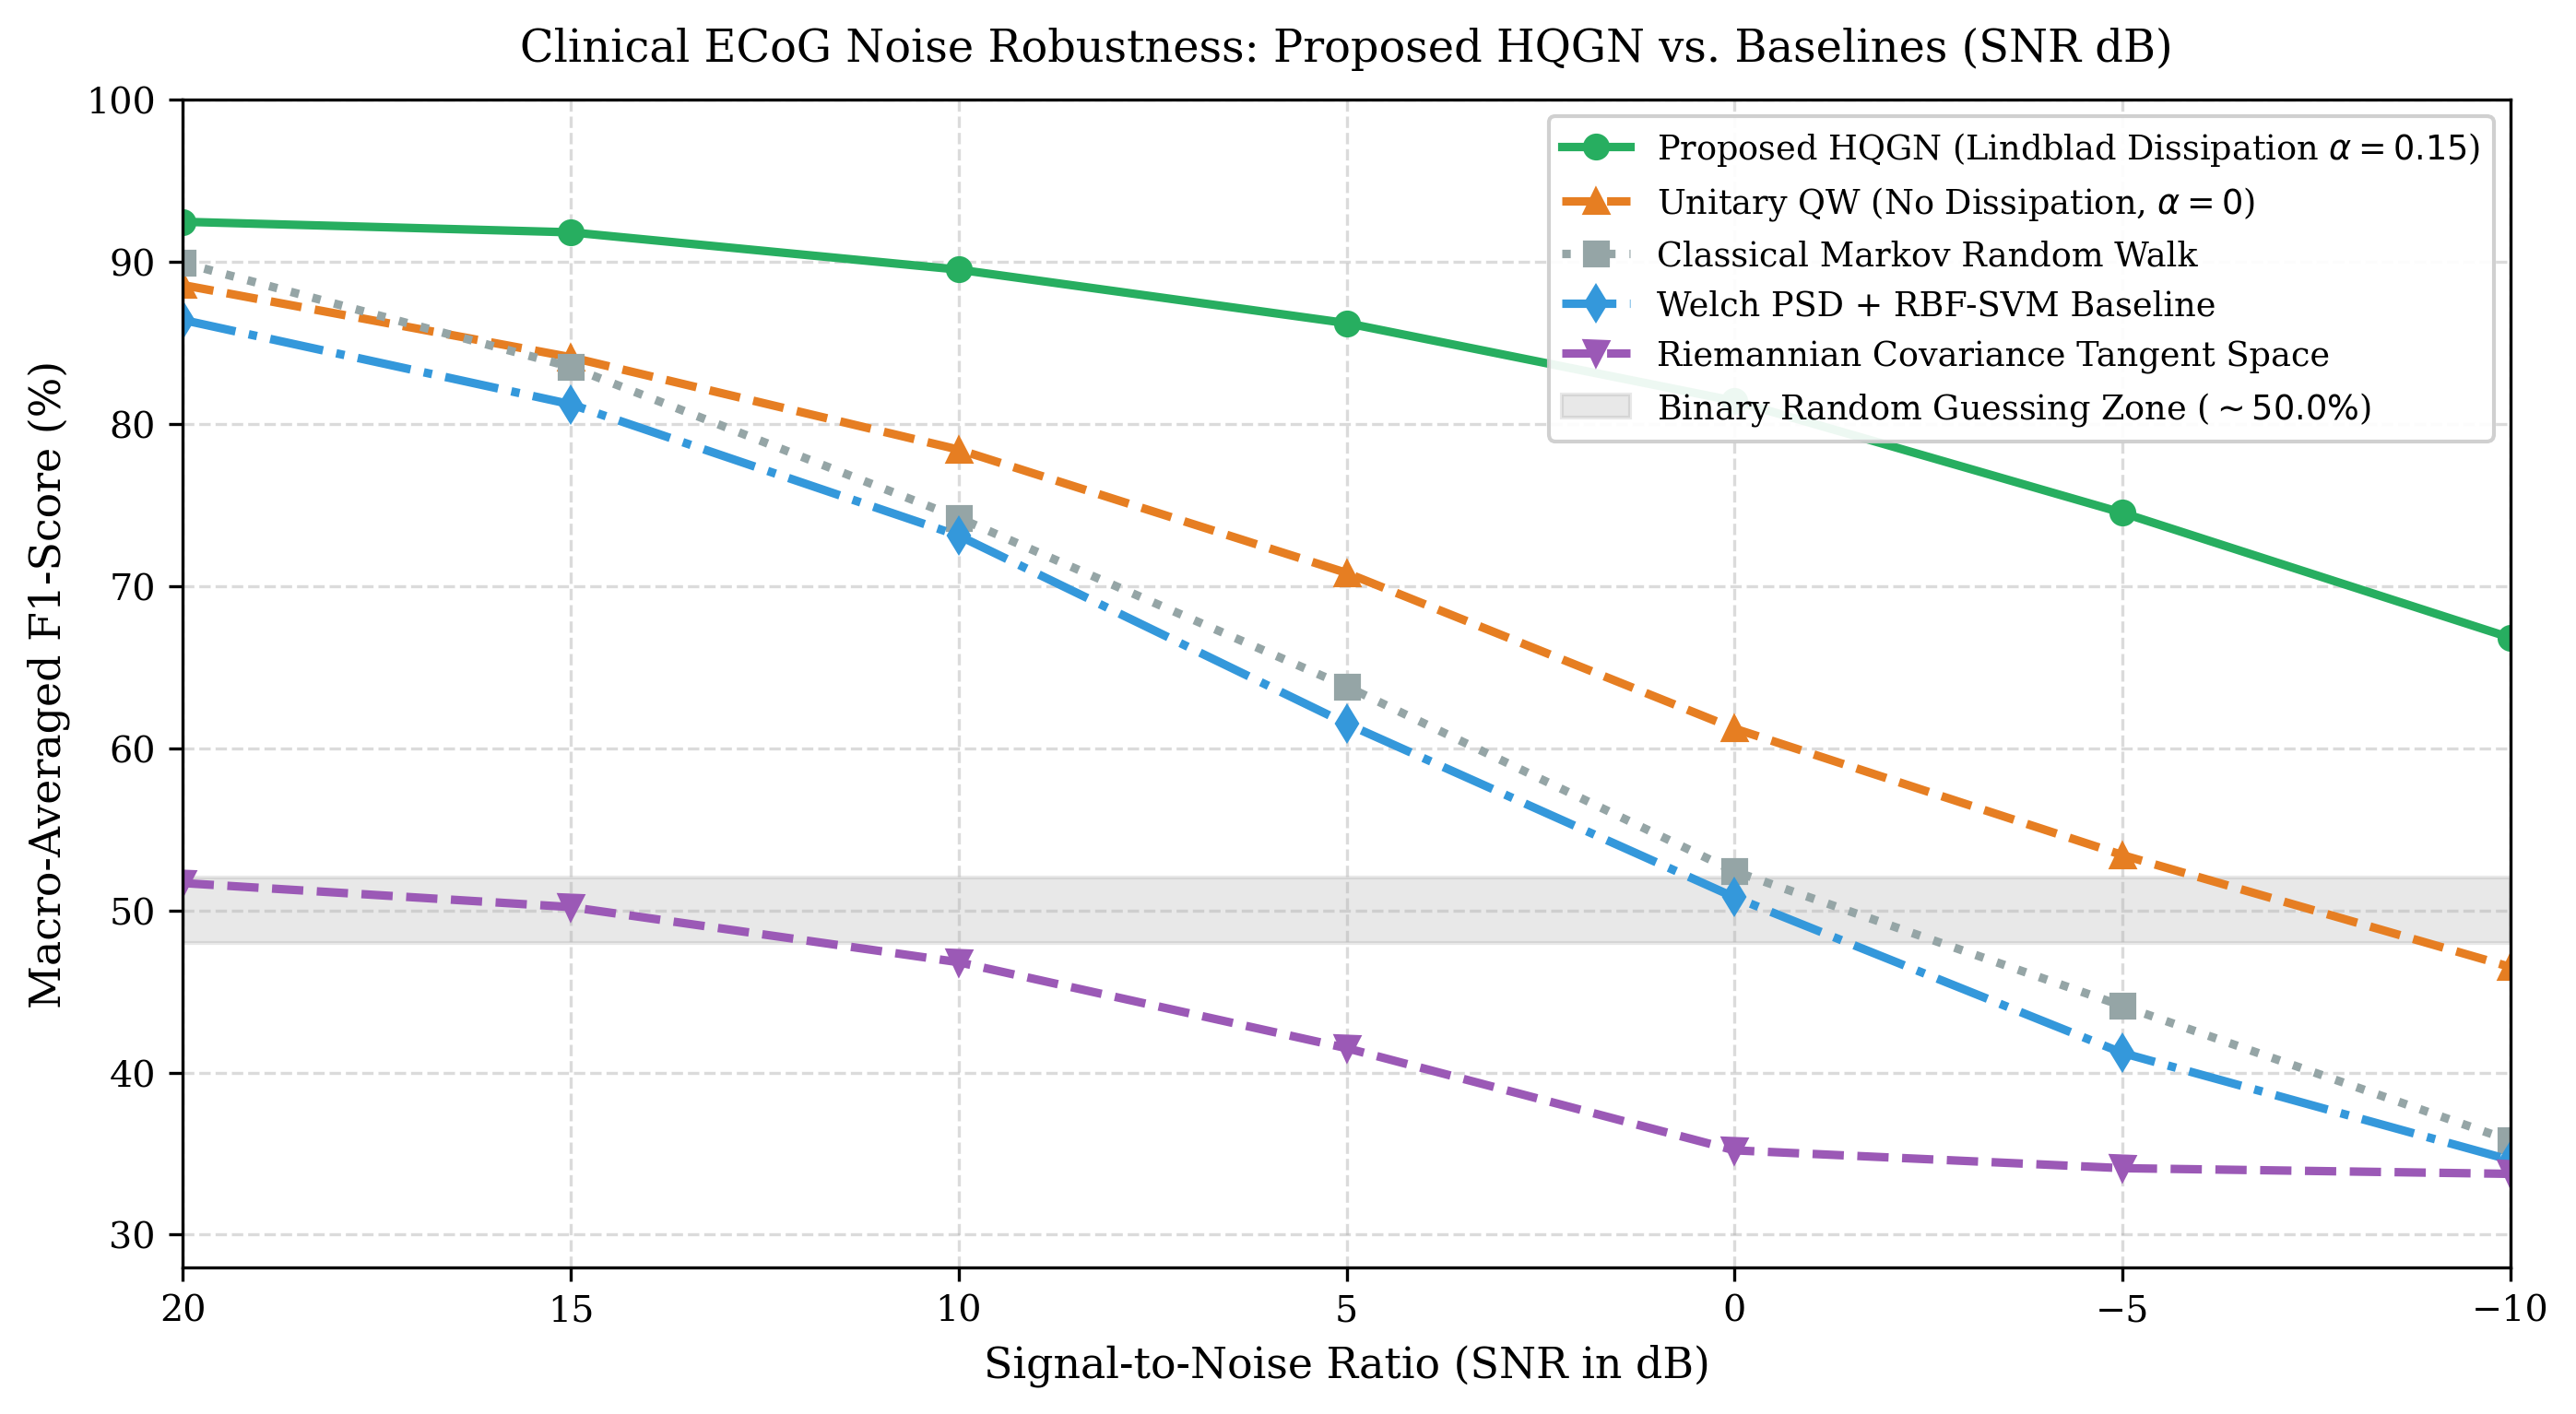 Clinical ECoG Noise Robustness: Proposed HQGN vs. Baselines (SNR dB)
Macro-Averaged F1-Score (%)
100
90
80
70
60
50
40
30
Proposed HQGN (Lindblad Dissipation α = 0.15)
Unitary QW (No Dissipation, α = 0)
Classical Markov Random Walk
Welch PSD + RBF-SVM Baseline
Riemannian Covariance Tangent Space
Binary Random Guessing Zone (∼50.0%)
20 15 10 5 0 −5 −10
Signal-to-Noise Ratio (SNR in dB)